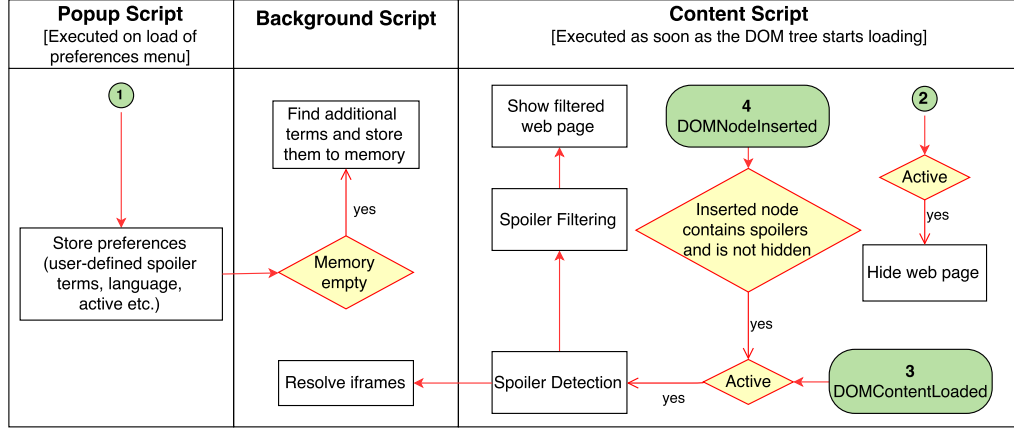 Popup Script
[Executed on load of
preferences menu]
Background Script
Content Script
[Executed as soon as the DOM tree starts loading]
1
Store preferences
(user-defined spoiler
terms, language,
active etc.)
Find additional
terms and store
them to memory
yes
Memory
empty
Resolve iframes
Show filtered
web page
Spoiler Filtering
Spoiler Detection
4
DOMNodeInserted
Inserted node
contains spoilers
and is not hidden
yes
Active
yes
2
Active
yes
Hide web page
3
DOMContentLoaded